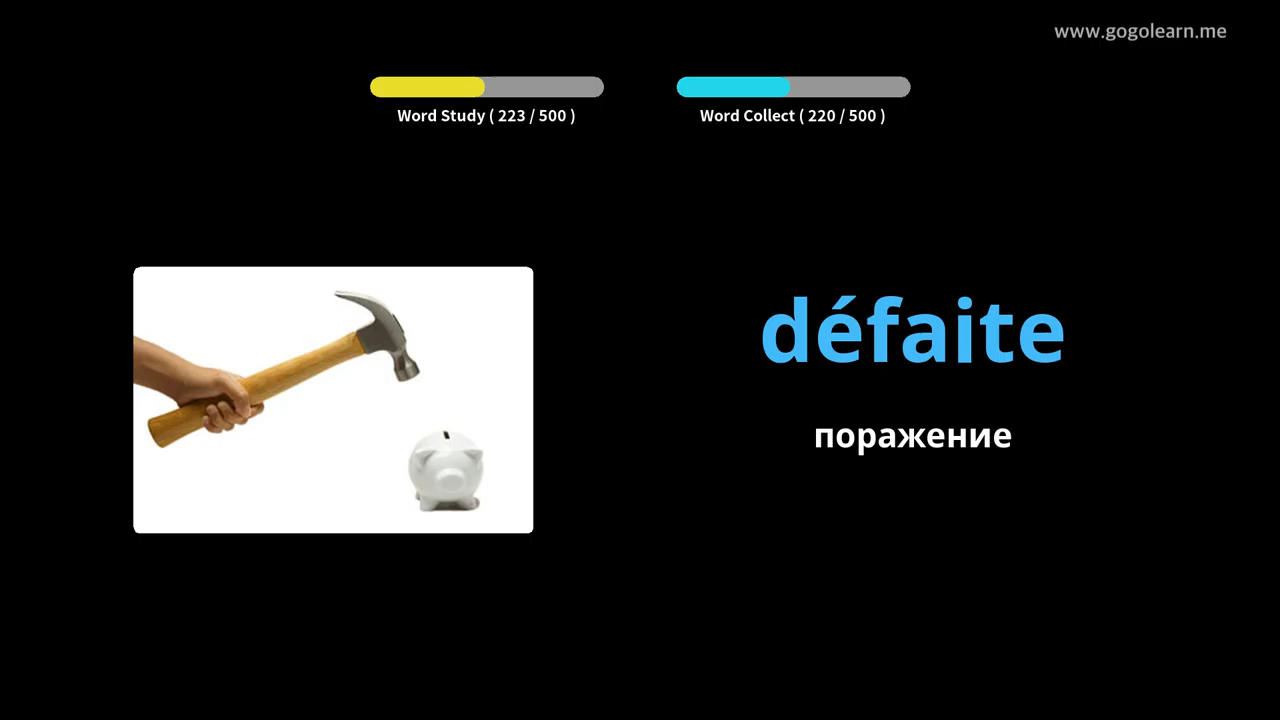 www.gogolearn.me
Word Study ( 223 / 500 )
Word Collect ( 220 / 500 )
défaite
поражение